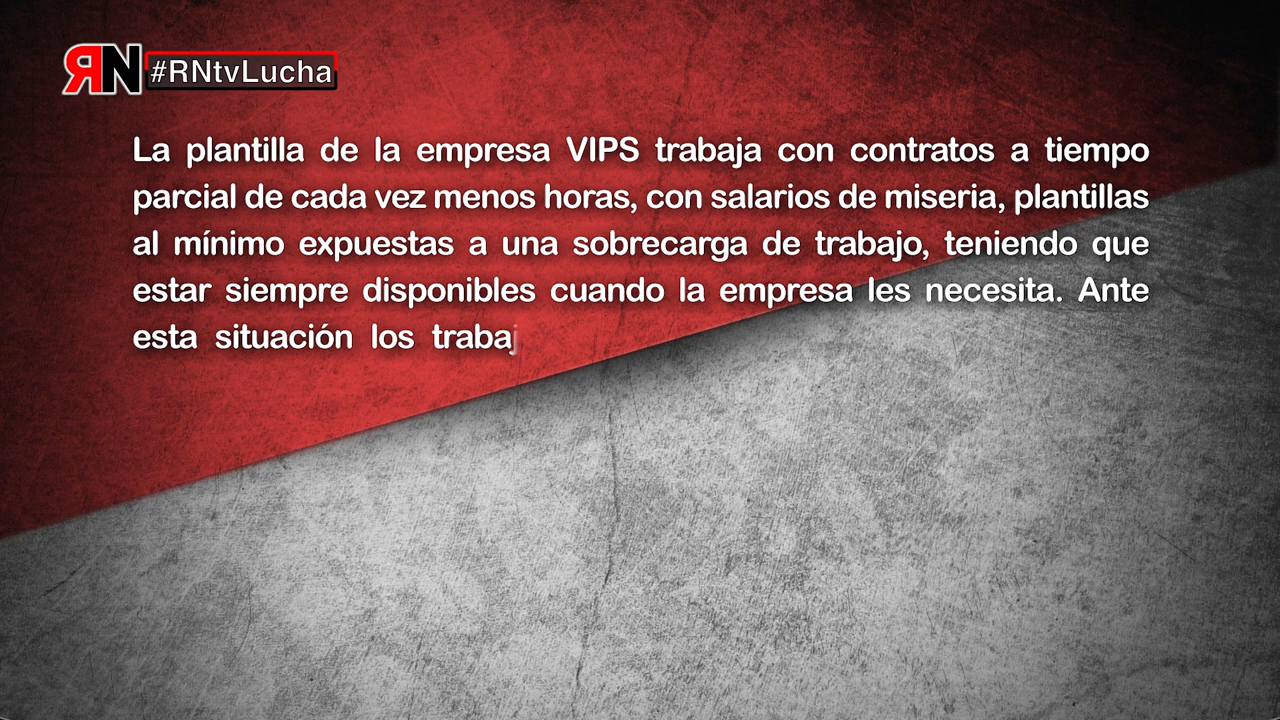 RN #RNtvLucha
La plantilla de la empresa VIPS trabaja con contratos a tiempo
parcial de cada vez menos horas, con salarios de miseria, plantillas
al mínimo expuestas a una sobrecarga de trabajo, teniendo que
estar siempre disponibles cuando la empresa les necesita. Ante
esta situación los trabaj